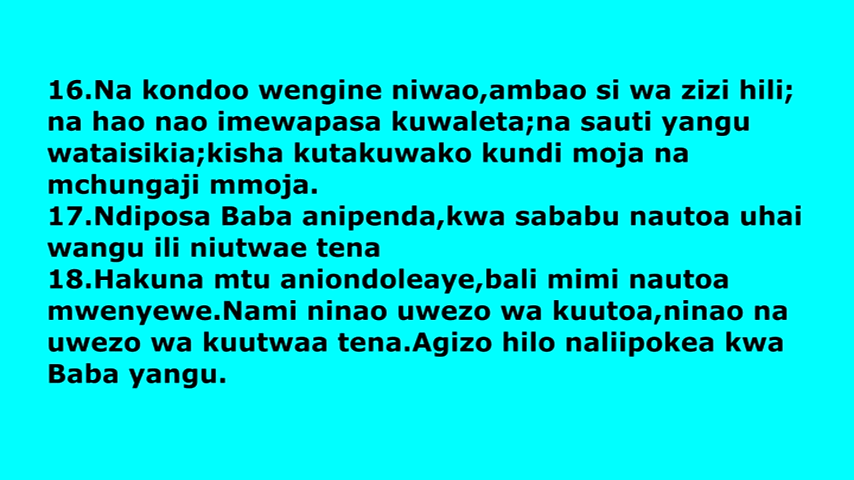 16.Na kondoo wengine niwao,ambao si wa zizi hili;
na hao nao imewapasa kuwaleta;na sauti yangu
wataisikia;kisha kutakuwako kundi moja na
mchungaji mmoja.
17.Ndiposa Baba anipenda,kwa sababu nautoa uhai
wangu ili niutwae tena
18.Hakuna mtu aniondoleaye,bali mimi nautoa
mwenyewe.Nami ninao uwezo wa kuutoa,ninao na
uwezo wa kuutwaa tena.Agizo hilo naliipokea kwa
Baba yangu.